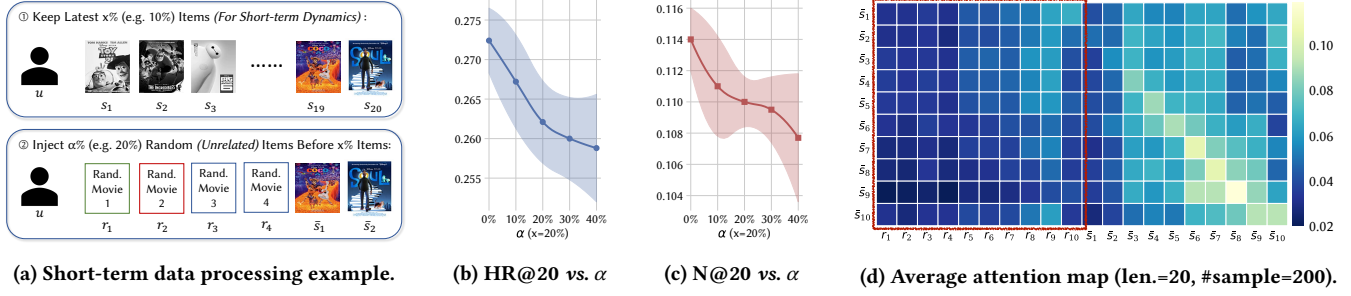 ① Keep Latest x% (e.g. 10%) Items (For Short-term Dynamics) :
u
s1 s2 s3 ...... s19 s20
② Inject α% (e.g. 20%) Random (Unrelated) Items Before x% Items:
Rand. Movie 1
Rand. Movie 2
Rand. Movie 3
Rand. Movie 4
COCO
SOUL
u
r1 r2 r3 r4 s̄1 s̄2
(a) Short-term data processing example.
0.275
0.270
0.265
0.260
0.255
0% 10% 20% 30% 40%
α (x=20%)
(b) HR@20 vs. α
0.116
0.114
0.112
0.110
0.108
0.106
0.104
0% 10% 20% 30% 40%
α (x=20%)
(c) N@20 vs. α
s̄1
s̄2
s̄3
s̄4
s̄5
s̄6
s̄7
s̄8
s̄9
s̄10
r1 r2 r3 r4 r5 r6 r7 r8 r9 r10 s̄1 s̄2 s̄3 s̄4 s̄5 s̄6 s̄7 s̄8 s̄9 s̄10
0.10
0.08
0.06
0.04
0.02
(d) Average attention map (len.=20, #sample=200).